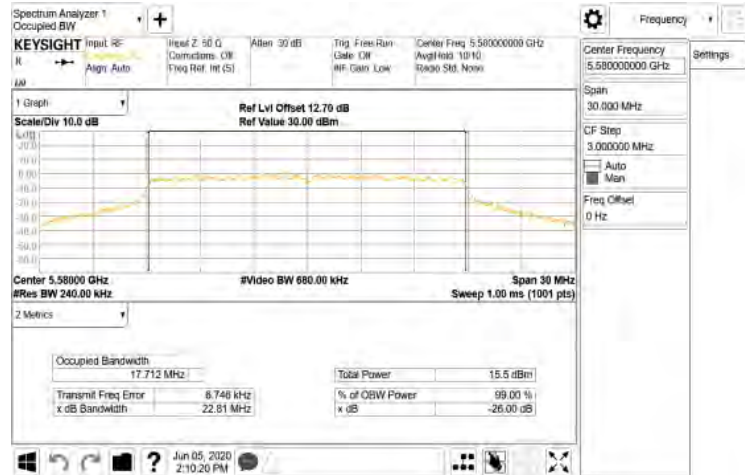 Spectrum Analyzer 1
Occupied BW
Frequency
KEYSIGHT
Input: RF
Input Z: 50 Ω
Atten: 30 dB
Trig: Free Run
Center Freq: 5.580000000 GHz
Corrections: Off
Gate: Off
Avg|Hold: 10/10
Align: Auto
Freq Ref: Int (S)
#IF Gain: Low
Radio Std: None
Center Frequency
5.580000000 GHz
Settings
Span
30.000 MHz
CF Step
3.000000 MHz
Auto
Man
Freq Offset
0 Hz
1 Graph
Scale/Div 10.0 dB
Ref Lvl Offset 12.70 dB
Ref Value 30.00 dBm
Center 5.58000 GHz
#Video BW 680.00 kHz
Span 30 MHz
#Res BW 240.00 kHz
Sweep 1.00 ms (1001 pts)
2 Metrics
Occupied Bandwidth
17.712 MHz
Total Power
15.5 dBm
Transmit Freq Error
6.746 kHz
% of OBW Power
99.00 %
x dB Bandwidth
22.81 MHz
x dB
-26.00 dB
?
Jun 05, 2020
2:10:20 PM